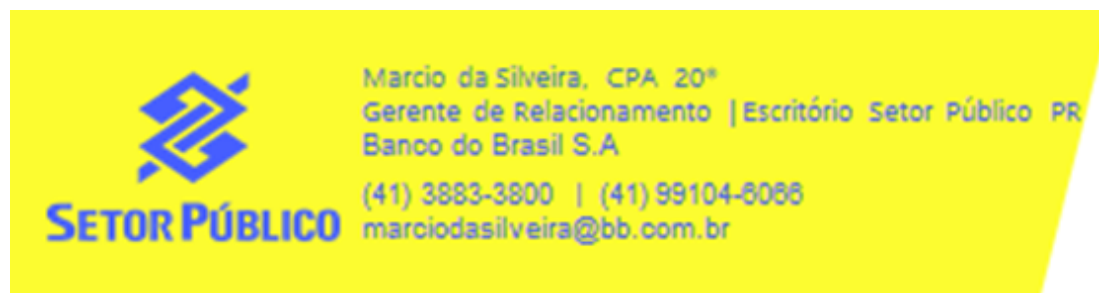 Marcio da Silveira, CPA 20®
Gerente de Relacionamento | Escritório Setor Público PR
Banco do Brasil S.A
(41) 3883-3800 | (41) 99104-6066
marciodasilveira@bb.com.br
SETOR PÚBLICO